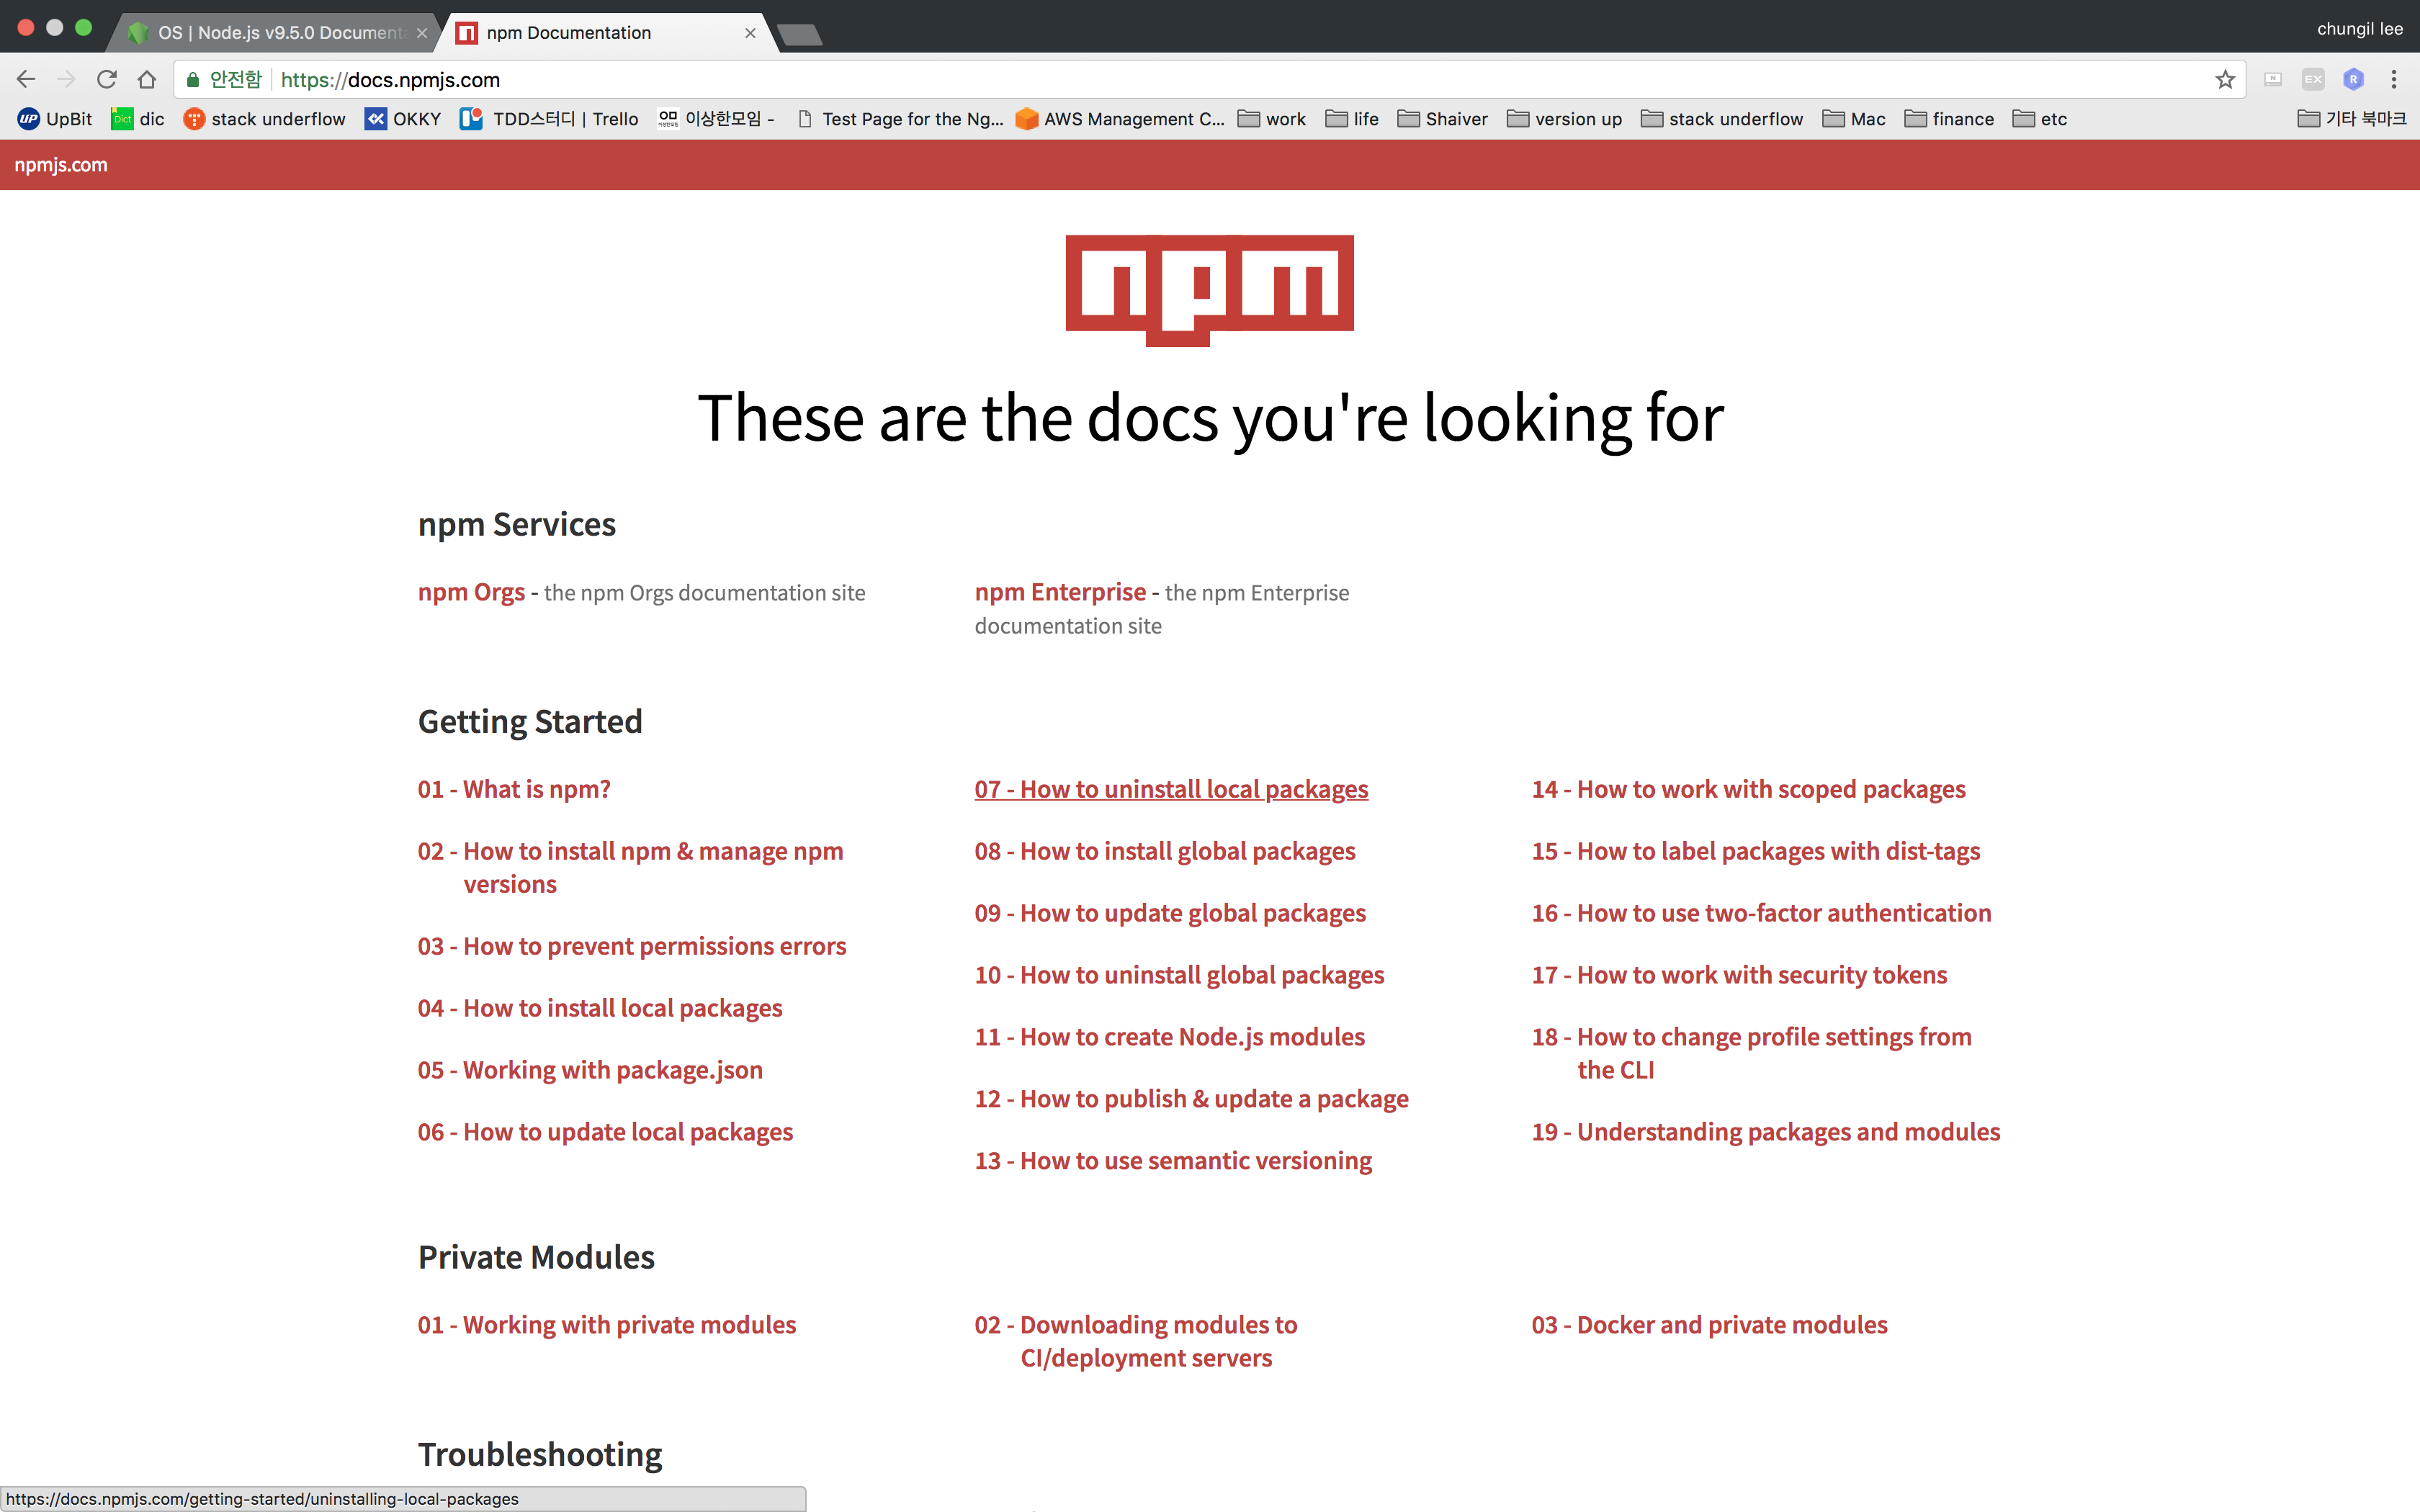 OS | Node.js v9.5.0 Document
npm Documentation
chungil lee
안전함
https://docs.npmjs.com
UpBit
Dict
dic
stack underflow
OKKY
TDD스터디 | Trello
이상한모임 -
Test Page for the Ng...
AWS Management C...
work
life
Shaiver
version up
stack underflow
Mac
finance
etc
기타 북마크
npmjs.com
npm
These are the docs you're looking for
npm Services
npm Orgs - the npm Orgs documentation site
npm Enterprise - the npm Enterprise
documentation site
Getting Started
01 - What is npm?
02 - How to install npm & manage npm
versions
03 - How to prevent permissions errors
04 - How to install local packages
05 - Working with package.json
06 - How to update local packages
07 - How to uninstall local packages
08 - How to install global packages
09 - How to update global packages
10 - How to uninstall global packages
11 - How to create Node.js modules
12 - How to publish & update a package
13 - How to use semantic versioning
14 - How to work with scoped packages
15 - How to label packages with dist-tags
16 - How to use two-factor authentication
17 - How to work with security tokens
18 - How to change profile settings from
the CLI
19 - Understanding packages and modules
Private Modules
01 - Working with private modules
02 - Downloading modules to
CI/deployment servers
03 - Docker and private modules
Troubleshooting
https://docs.npmjs.com/getting-started/uninstalling-local-packages